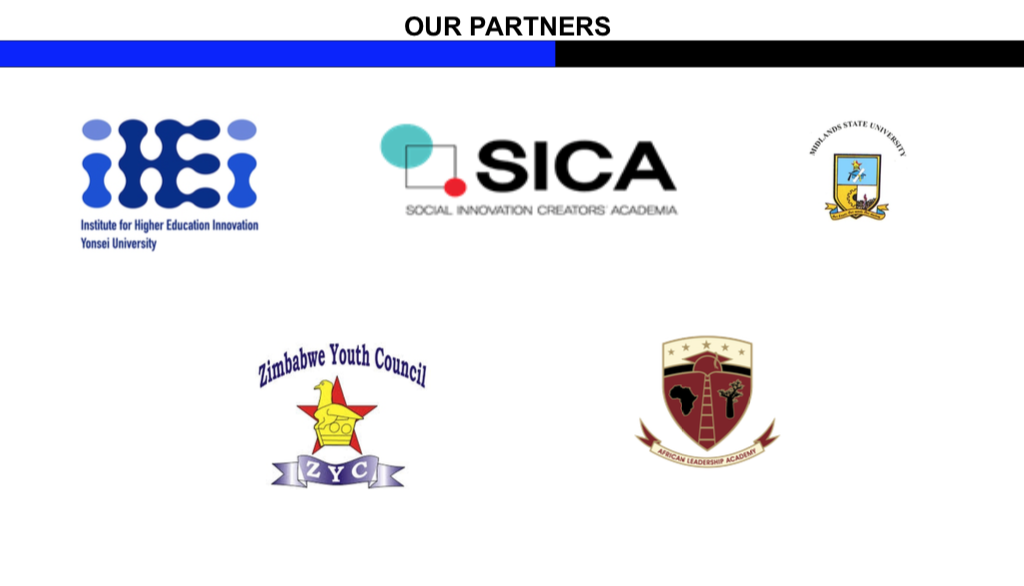 OUR PARTNERS
iHEi
Institute for Higher Education Innovation
Yonsei University
SICA
SOCIAL INNOVATION CREATORS' ACADEMIA
MIDLANDS STATE UNIVERSITY
Zimbabwe Youth Council
ZYC
AFRICAN LEADERSHIP ACADEMY